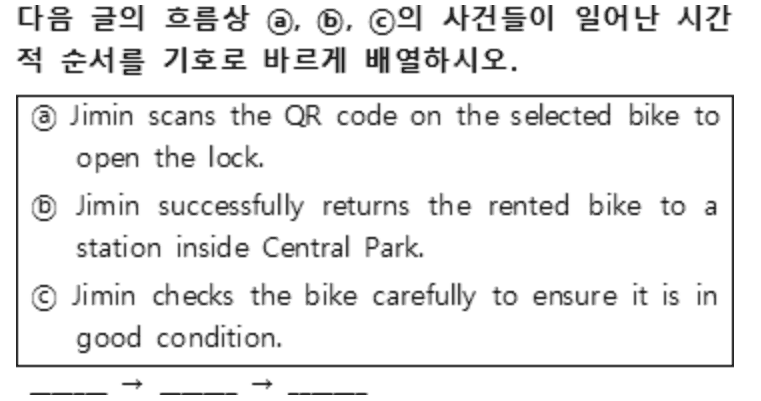 다음 글의 흐름상 ⓐ, ⓑ, ⓒ의 사건들이 일어난 시간
적 순서를 기호로 바르게 배열하시오.
ⓐ Jimin scans the QR code on the selected bike to
open the lock.
ⓑ Jimin successfully returns the rented bike to a
station inside Central Park.
ⓒ Jimin checks the bike carefully to ensure it is in
good condition.
______ → ______ → ______